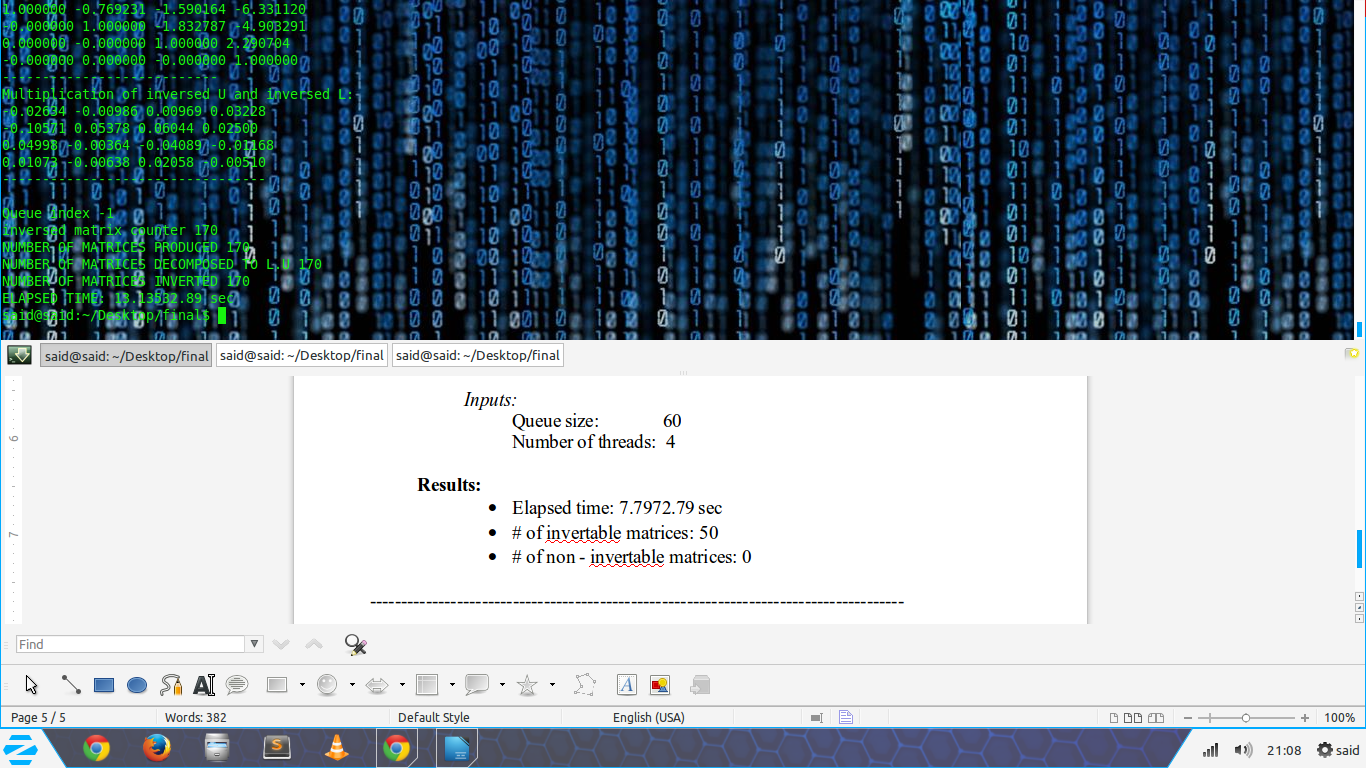 1.000000 -0.769231 -1.590164 -6.331120
-0.000000 1.000000 -1.832787 -4.903291
0.000000 -0.000000 1.000000 2.290704
-0.000000 0.000000 -0.000000 1.000000
---------------------------
Multiplication of inversed U and inversed L:-
-0.02634 -0.00986 0.00969 0.03228
-0.10571 0.05378 0.06044 0.02500
0.04998 -0.00364 -0.04089 -0.01168
0.01073 -0.00638 0.02058 -0.00510
---------------------------------
Queue index -1
inversed matrix counter 170
NUMBER OF MATRICES PRODUCED 170
NUMBER OF MATRICES DECOMPOSED TO L.U 170
NUMBER OF MATRICES INVERTED 170
ELAPSED TIME: 13.13532.89 sec
said@said:~/Desktop/final$
said@said: ~/Desktop/final said@said: ~/Desktop/final said@said: ~/Desktop/final
Inputs:
Queue size: 60
6
Number of threads: 4
Results:
• Elapsed time: 7.7972.79 sec
7
• # of invertable matrices: 50
• # of non - invertable matrices: 0
--------------------------------------------------------------------------------------
Find
Page 5 / 5 Words: 382 Default Style English (USA) 100%
21:08 said